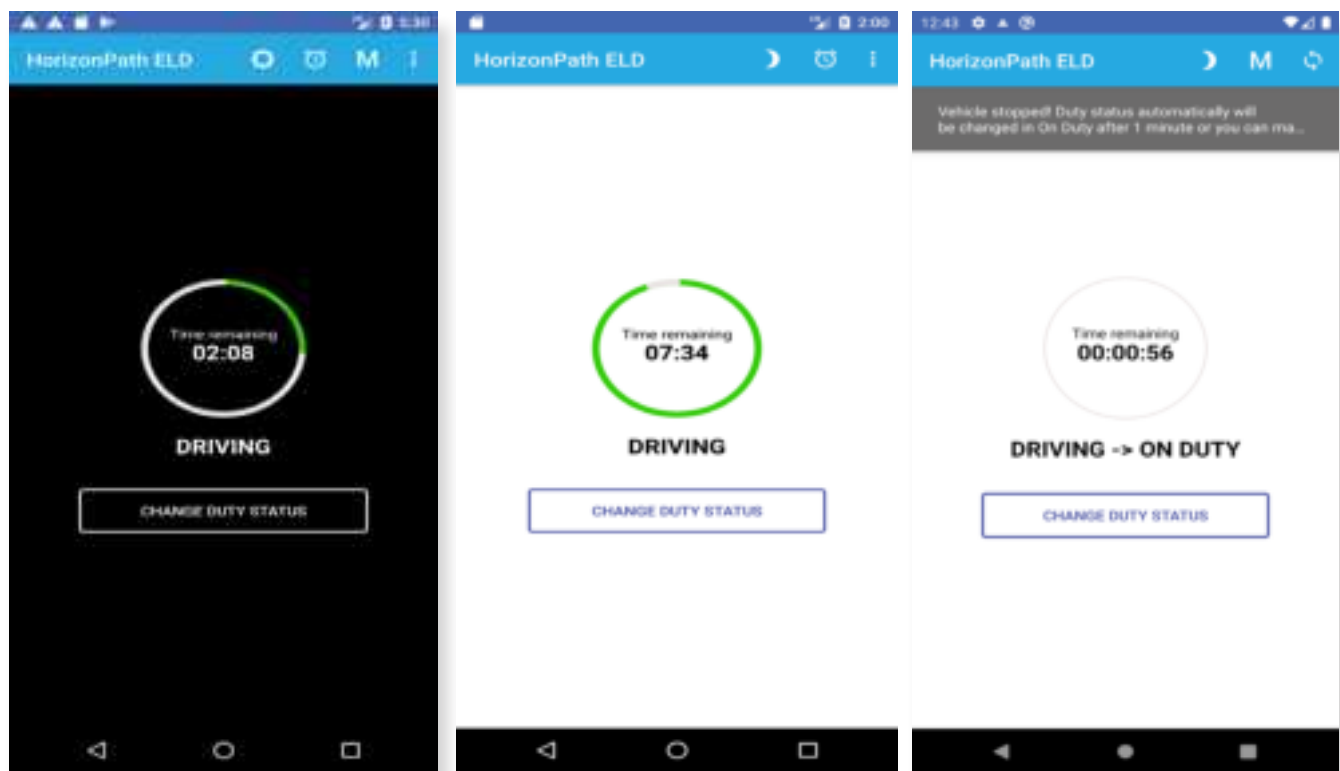 HorizonPath ELD M
Time remaining
02:08
DRIVING
CHANGE DUTY STATUS
2:00
HorizonPath ELD
Time remaining
07:34
DRIVING
CHANGE DUTY STATUS
12:43
HorizonPath ELD M
Vehicle stopped! Duty status automatically will
be changed in On Duty after 1 minute or you can ma...
Time remaining
00:00:56
DRIVING -> ON DUTY
CHANGE DUTY STATUS